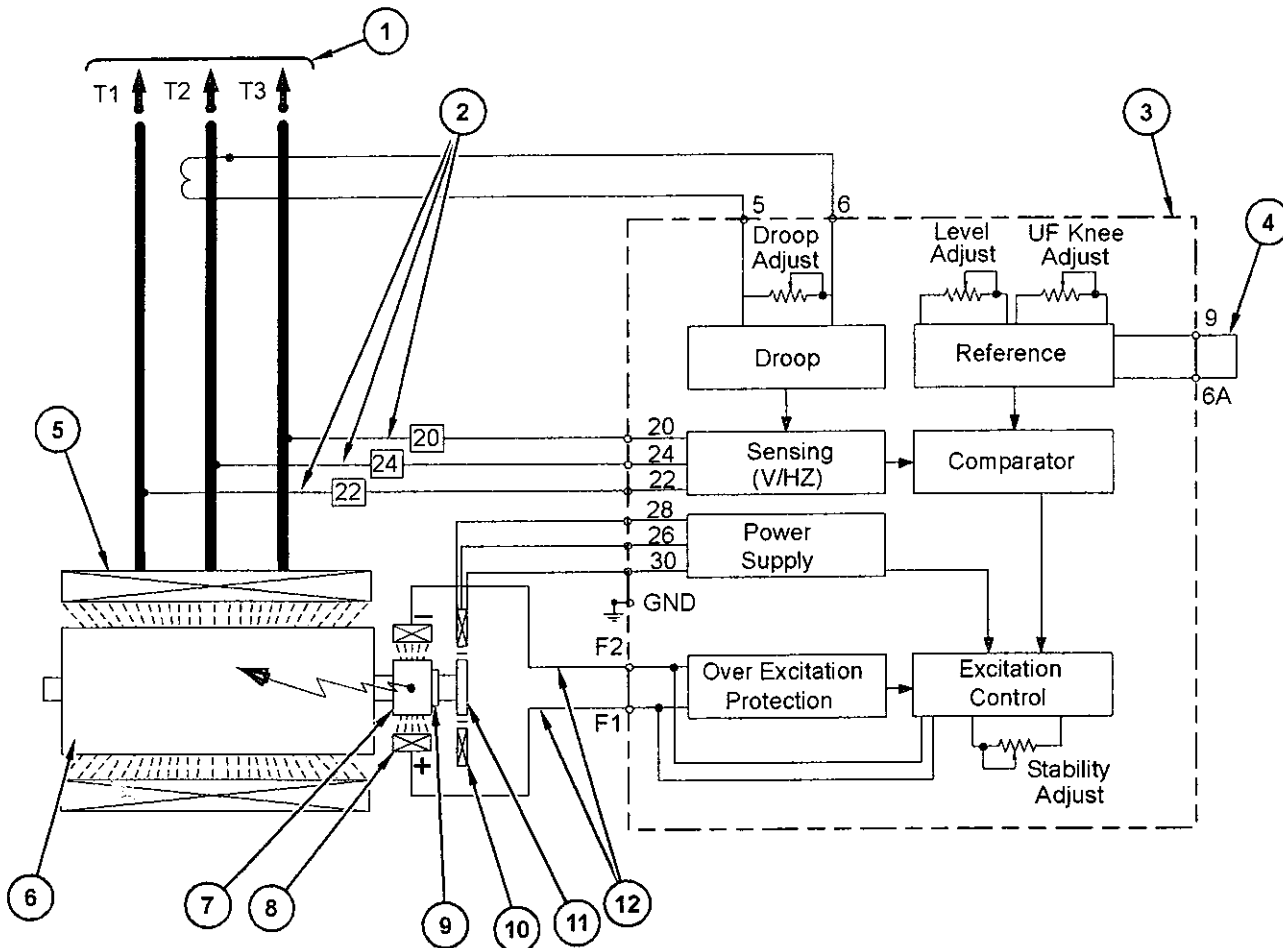 1
T1 T2 T3
2
3
5 6
Droop
Adjust
Level
Adjust
UF Knee
Adjust
4
9
Droop
Reference
6A
5
20 20
24 24
22 22
Sensing
(V/HZ)
Comparator
28
26
30
Power
Supply
GND
−
F2
Over Excitation
Protection
Excitation
Control
F1
+
Stability
Adjust
6
7
8
9
10
11
12